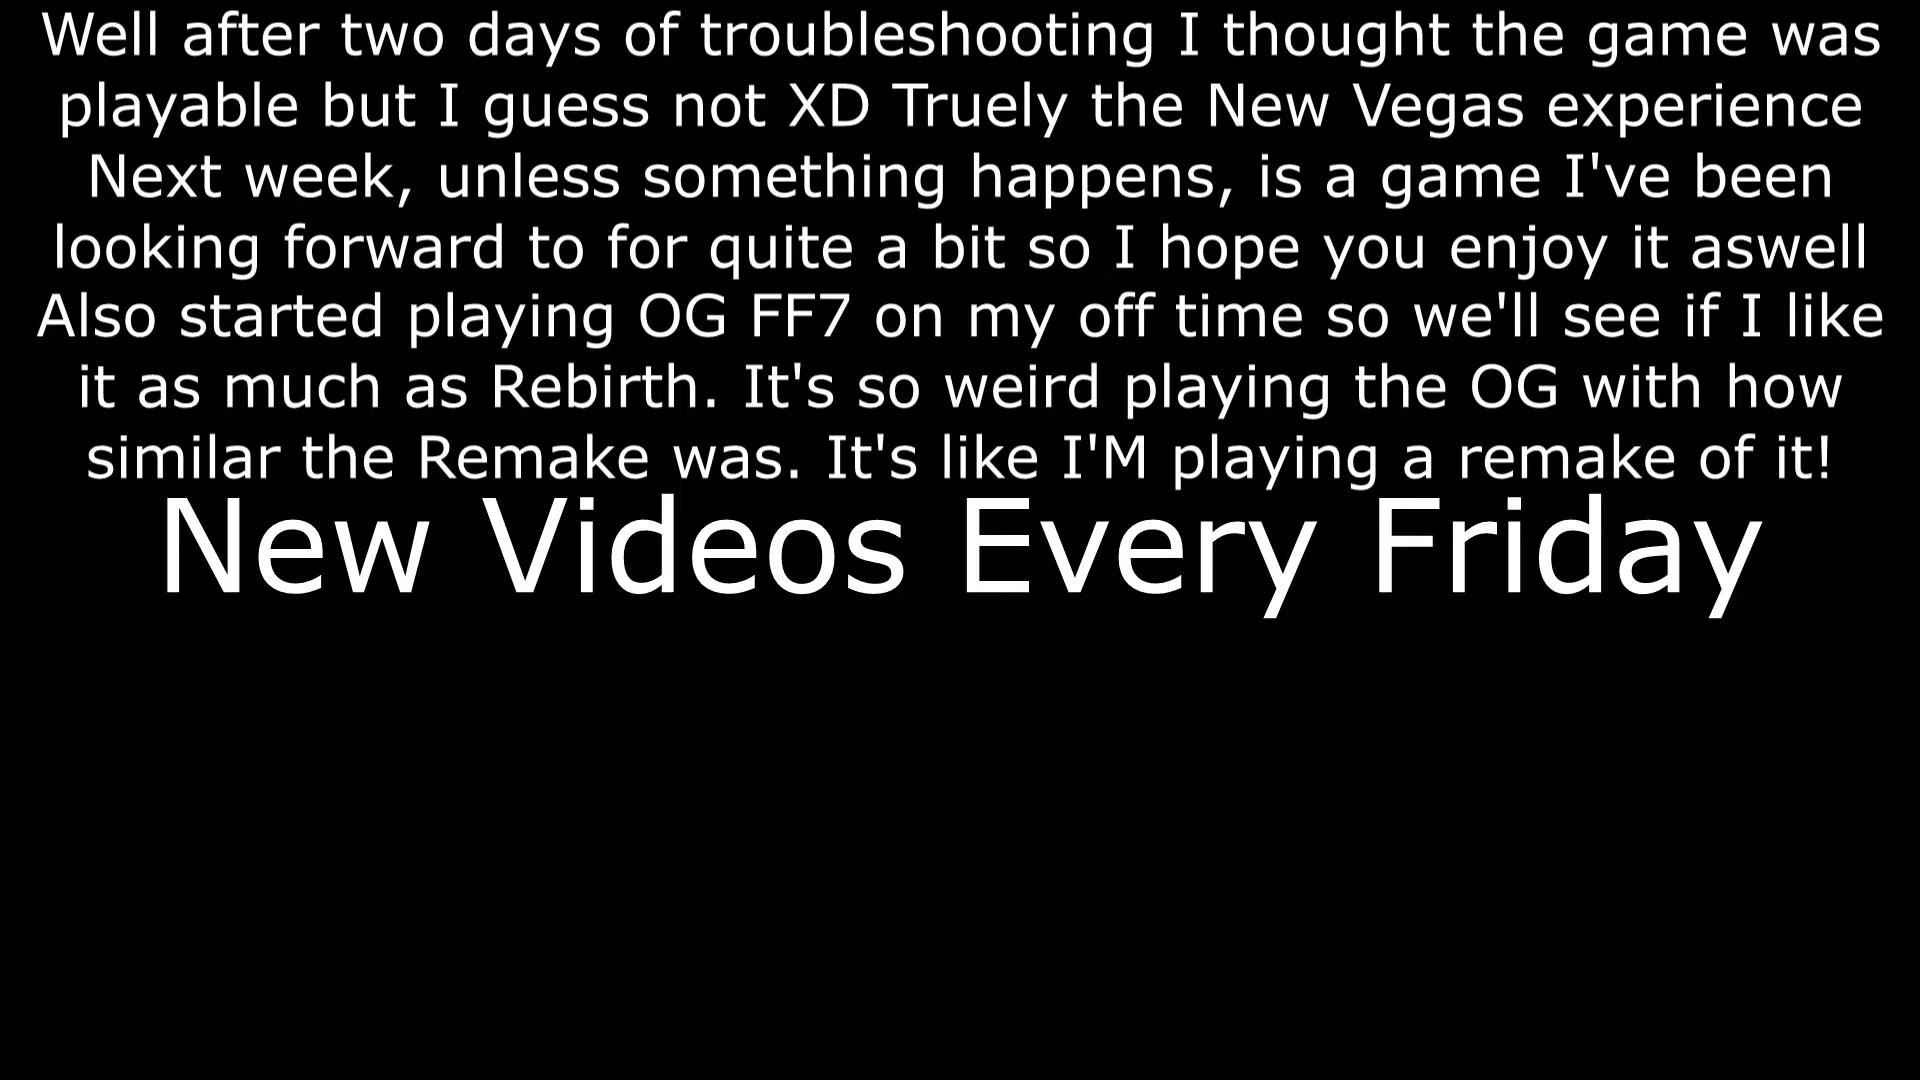 Well after two days of troubleshooting I thought the game was
playable but I guess not XD Truely the New Vegas experience
Next week, unless something happens, is a game I've been
looking forward to for quite a bit so I hope you enjoy it aswell
Also started playing OG FF7 on my off time so we'll see if I like
it as much as Rebirth. It's so weird playing the OG with how
similar the Remake was. It's like I'M playing a remake of it!
New Videos Every Friday